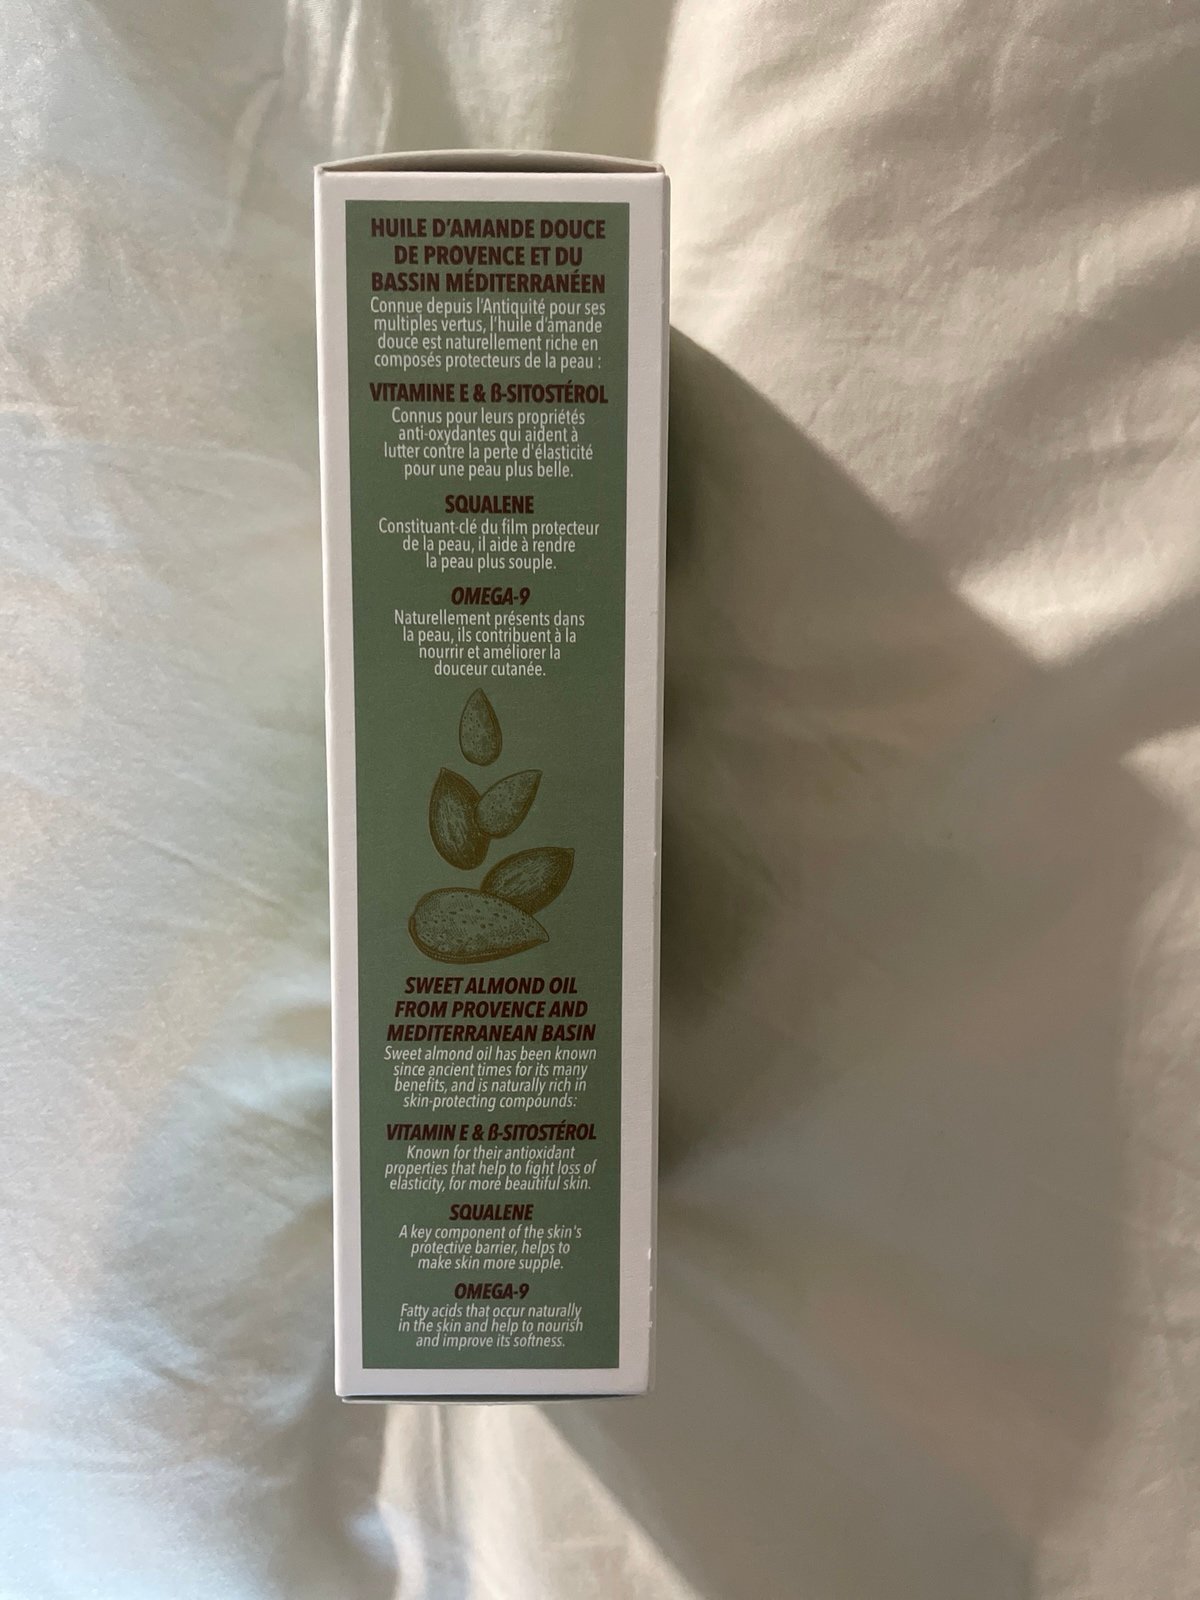 HUILE D'AMANDE DOUCE
DE PROVENCE ET DU
BASSIN MÉDITERRANÉEN
Connue depuis l'Antiquité pour ses
multiples vertus, l'huile d'amande
douce est naturellement riche en
composés protecteurs de la peau :
VITAMINE E & ß-SITOSTÉROL
Connus pour leurs propriétés
anti-oxydantes qui aident à
lutter contre la perte d'élasticité
pour une peau plus belle.
SQUALENE
Constituant-clé du film protecteur
de la peau, il aide à rendre
la peau plus souple.
OMEGA-9
Naturellement présents dans
la peau, ils contribuent à la
nourrir et améliorer la
douceur cutanée.
SWEET ALMOND OIL
FROM PROVENCE AND
MEDITERRANEAN BASIN
Sweet almond oil has been known
since ancient times for its many
benefits, and is naturally rich in
skin-protecting compounds:
VITAMIN E & ß-SITOSTÉROL
Known for their antioxidant
properties that help to fight loss of
elasticity, for more beautiful skin.
SQUALENE
A key component of the skin's
protective barrier, helps to
make skin more supple.
OMEGA-9
Fatty acids that occur naturally
in the skin and help to nourish
and improve its softness.